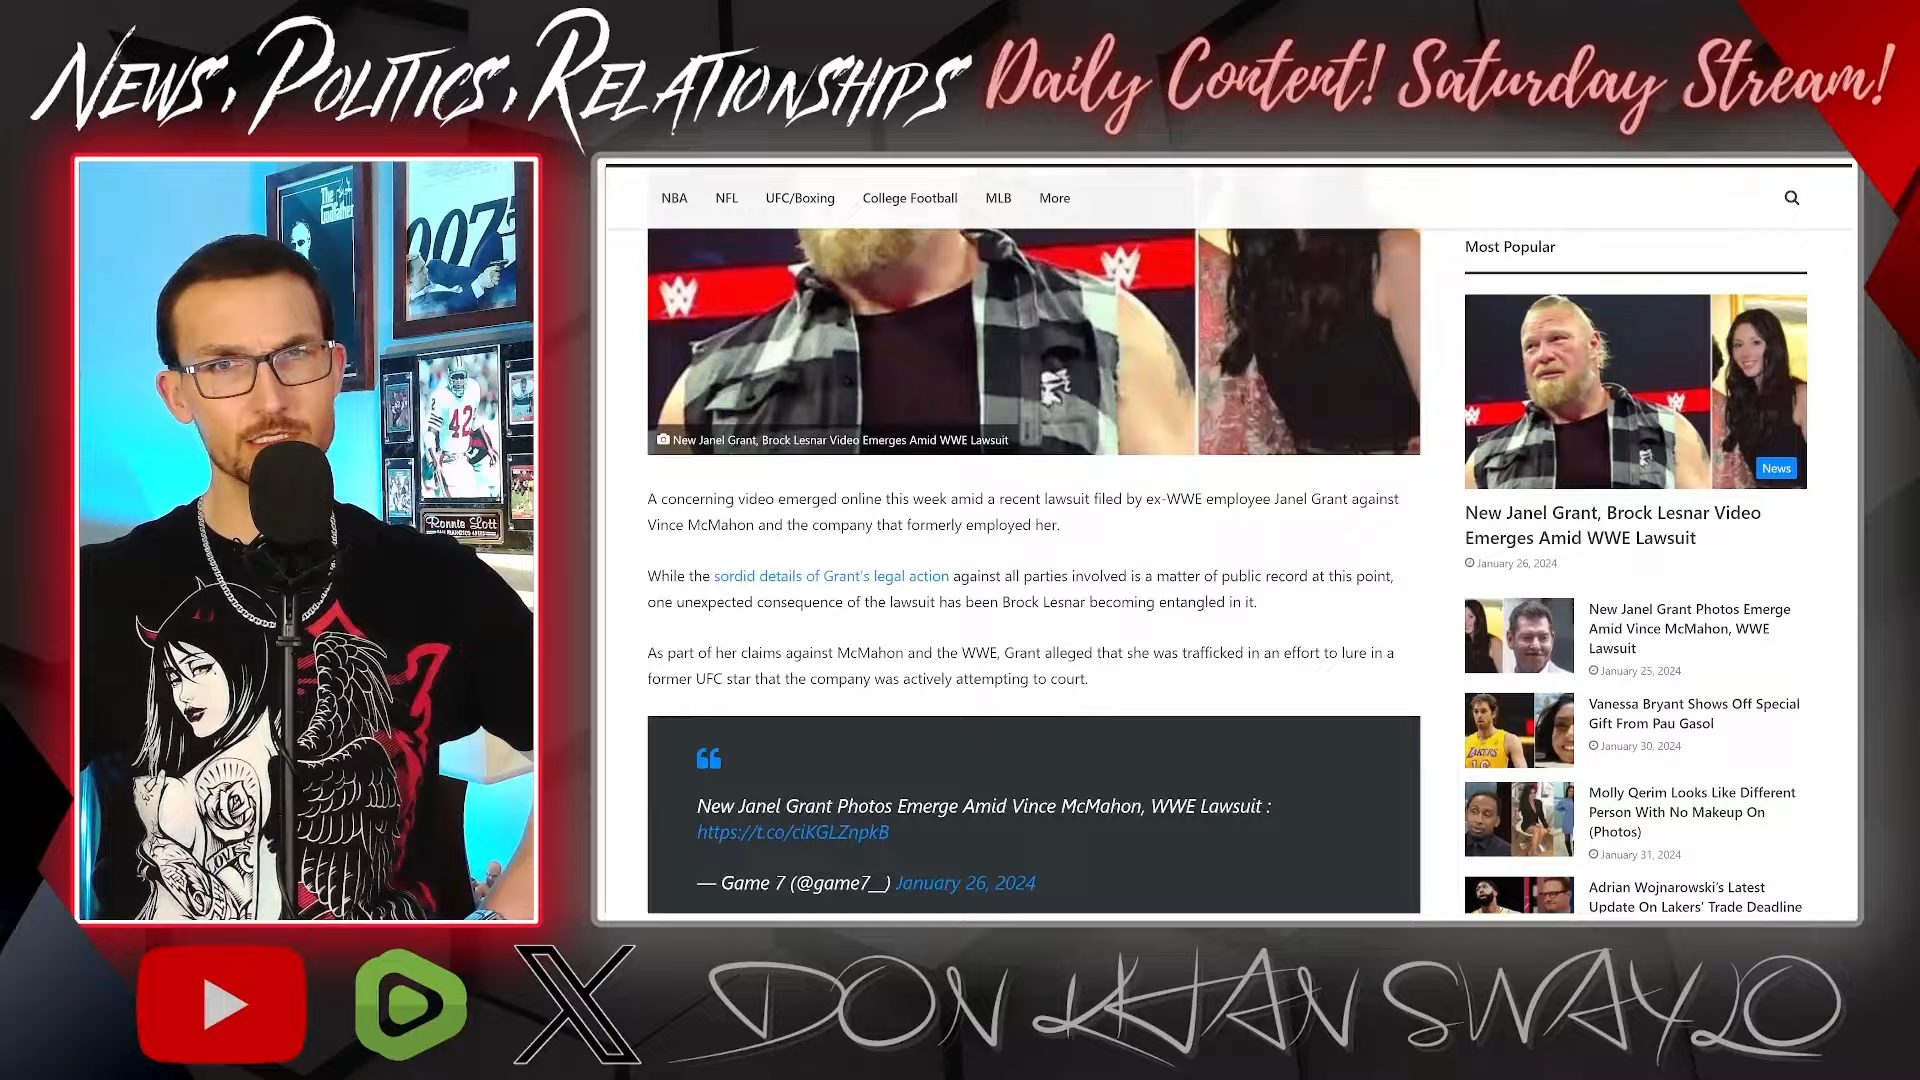 NEWS, POLITICS, RELATIONSHIPS Daily Content! Saturday Stream!
The Godfather
007
42
Ronnie Lott
LOVE
NBA NFL UFC/Boxing College Football MLB More
New Janel Grant, Brock Lesnar Video Emerges Amid WWE Lawsuit
A concerning video emerged online this week amid a recent lawsuit filed by ex-WWE employee Janel Grant against
Vince McMahon and the company that formerly employed her.
While the sordid details of Grant's legal action against all parties involved is a matter of public record at this point,
one unexpected consequence of the lawsuit has been Brock Lesnar becoming entangled in it.
As part of her claims against McMahon and the WWE, Grant alleged that she was trafficked in an effort to lure in a
former UFC star that the company was actively attempting to court.
New Janel Grant Photos Emerge Amid Vince McMahon, WWE Lawsuit :
https://t.co/ciKGLZnpkB
— Game 7 (@game7__) January 26, 2024
Most Popular
News
New Janel Grant, Brock Lesnar Video
Emerges Amid WWE Lawsuit
January 26, 2024
New Janel Grant Photos Emerge
Amid Vince McMahon, WWE
Lawsuit
January 25, 2024
LAKERS
Vanessa Bryant Shows Off Special
Gift From Pau Gasol
January 30, 2024
Molly Qerim Looks Like Different
Person With No Makeup On
(Photos)
January 31, 2024
Adrian Wojnarowski's Latest
Update On Lakers' Trade Deadline
DON KHAN SWAYLO